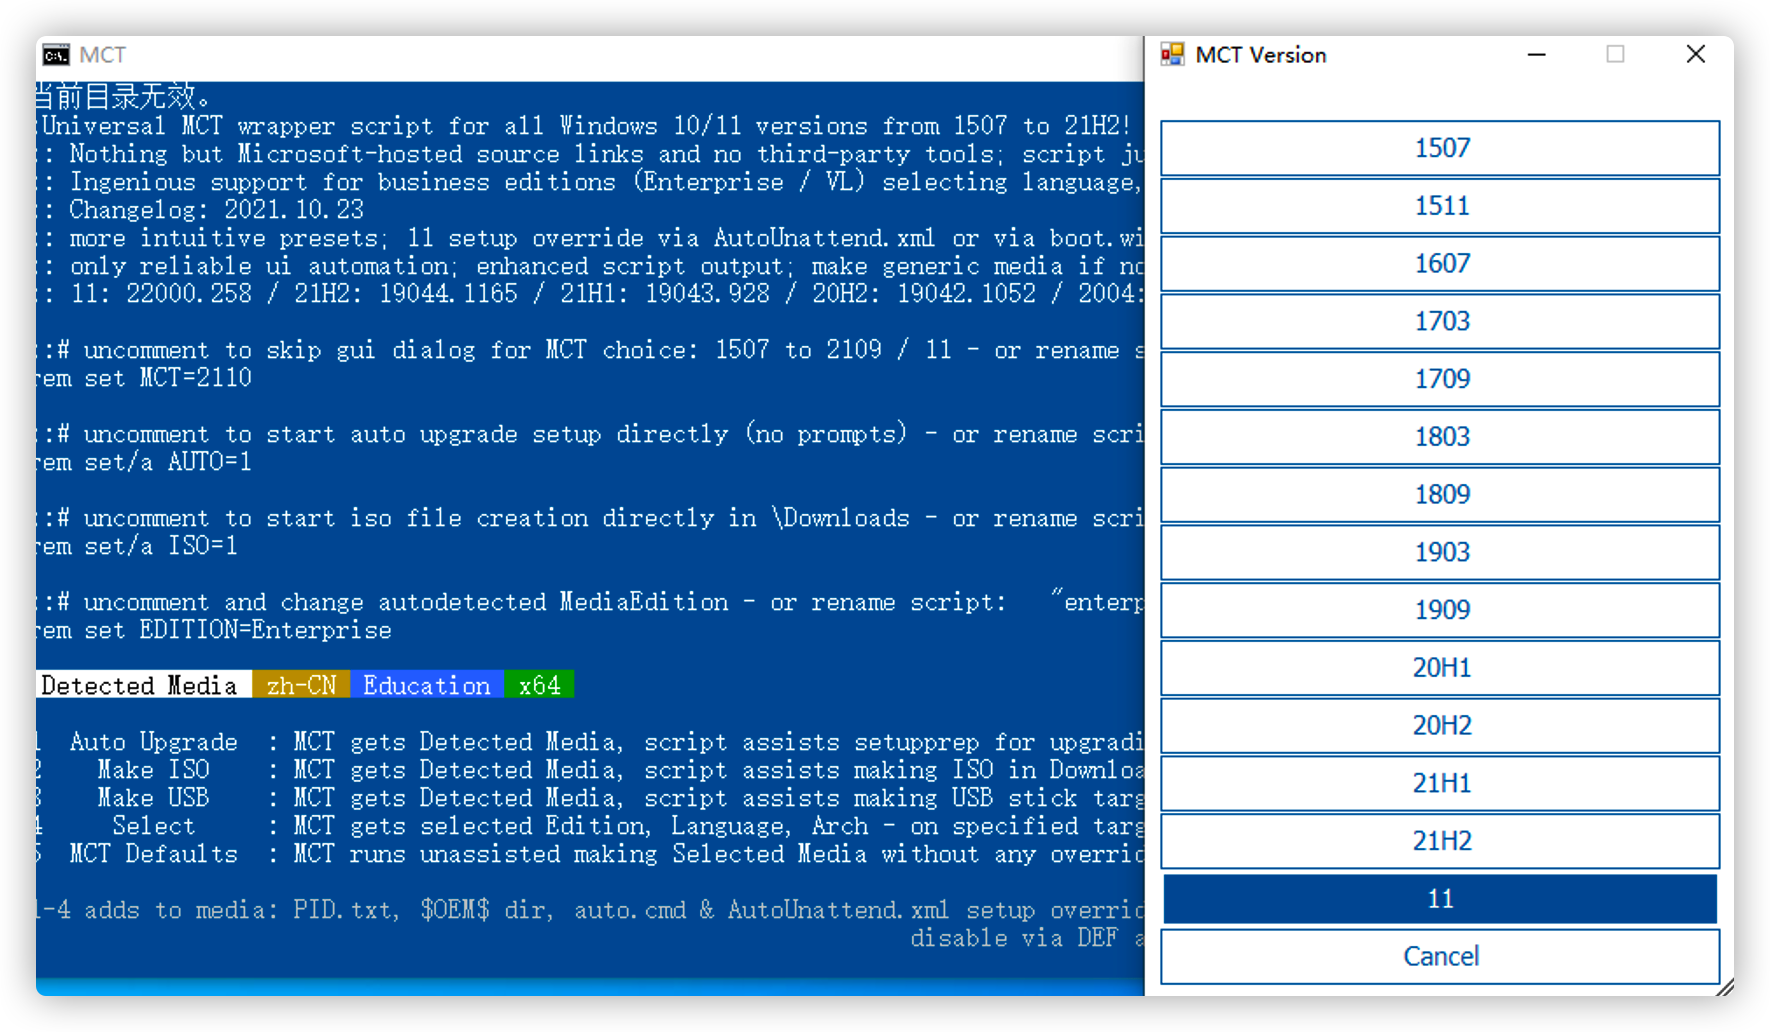 MCT
当前目录无效。
:Universal MCT wrapper script for all Windows 10/11 versions from 1507 to 21H2!
:: Nothing but Microsoft-hosted source links and no third-party tools; script ju
:: Ingenious support for business editions (Enterprise / VL) selecting language,
:: Changelog: 2021.10.23
:: more intuitive presets; 11 setup override via AutoUnattend.xml or via boot.wi
:: only reliable ui automation; enhanced script output; make generic media if no
:: 11: 22000.258 / 21H2: 19044.1165 / 21H1: 19043.928 / 20H2: 19042.1052 / 2004:
::# uncomment to skip gui dialog for MCT choice: 1507 to 2109 / 11 - or rename s
rem set MCT=2110
::# uncomment to start auto upgrade setup directly (no prompts) - or rename scri
rem set/a AUTO=1
::# uncomment to start iso file creation directly in \Downloads - or rename scri
rem set/a ISO=1
::# uncomment and change autodetected MediaEdition - or rename script: "enterp
rem set EDITION=Enterprise
Detected Media zh-CN Education x64
1 Auto Upgrade : MCT gets Detected Media, script assists setupprep for upgradi
2 Make ISO : MCT gets Detected Media, script assists making ISO in Downloa
3 Make USB : MCT gets Detected Media, script assists making USB stick targ
4 Select : MCT gets selected Edition, Language, Arch - on specified targ
5 MCT Defaults : MCT runs unassisted making Selected Media without any overrid
1-4 adds to media: PID.txt, $OEM$ dir, auto.cmd & AutoUnattend.xml setup overrid
disable via DEF a
MCT Version
1507
1511
1607
1703
1709
1803
1809
1903
1909
20H1
20H2
21H1
21H2
11
Cancel